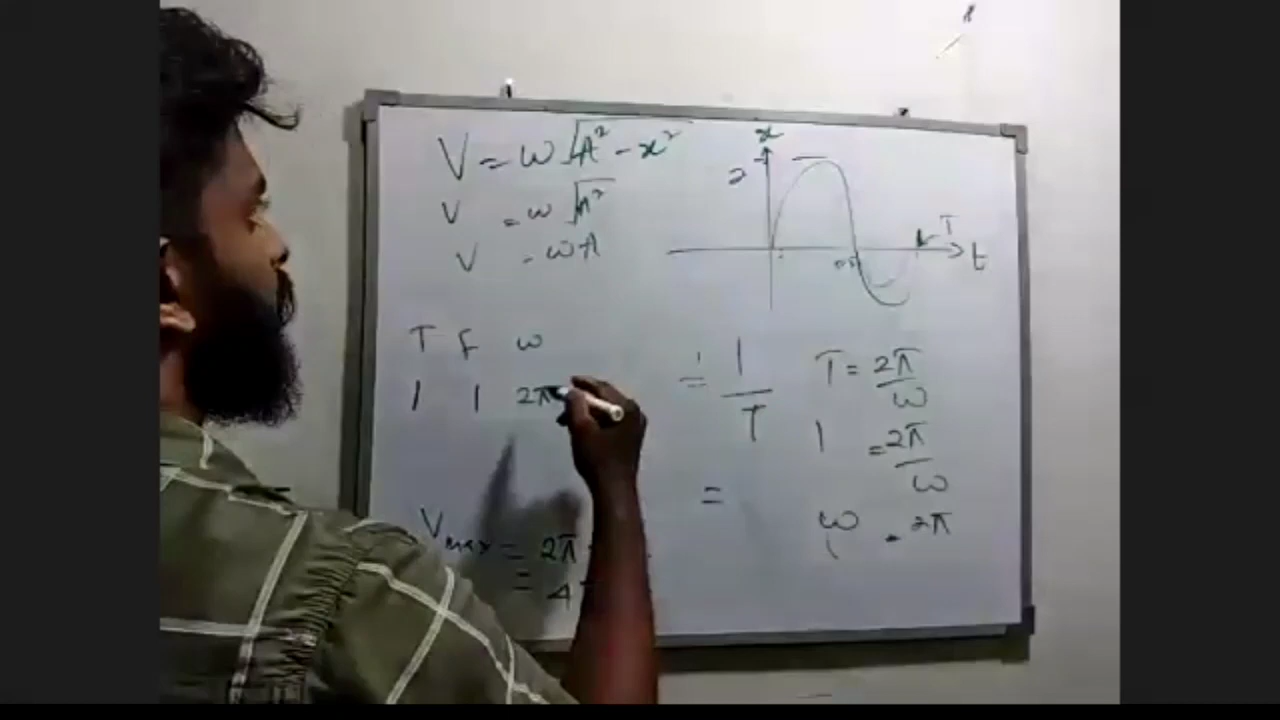 V = ω√A² - x²
V = ω√A²
V = ωA
x
2
T
t
T f ω
1 1 2π
= 1/T
=
T = 2π/ω
1 = 2π/ω
ω = 2π
Vmax = 2π
= 4